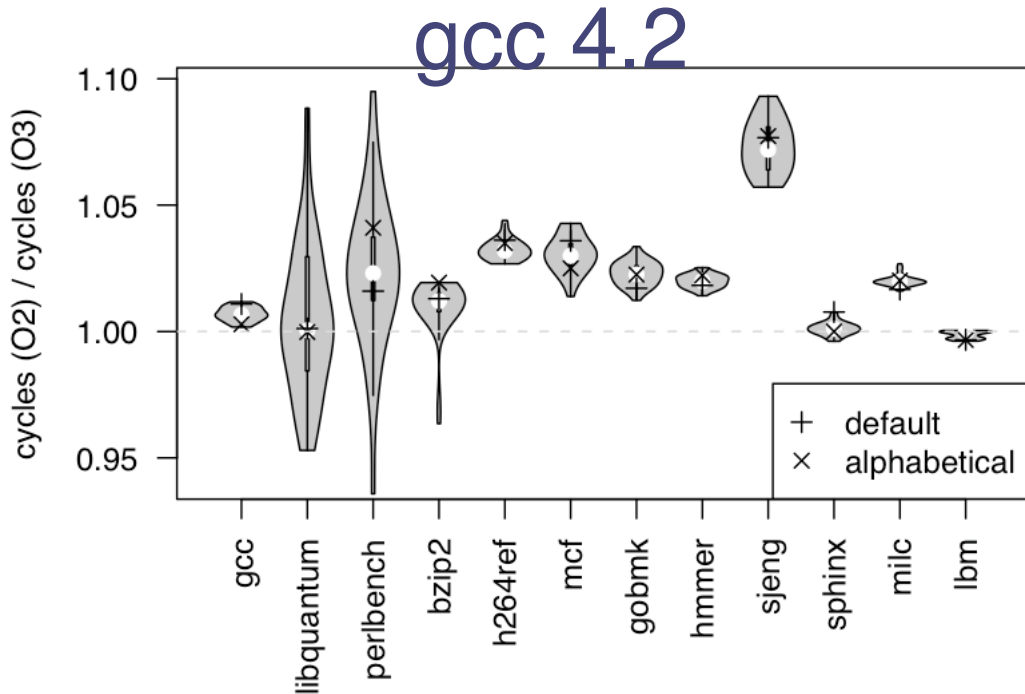 gcc 4.2
cycles (O2) / cycles (O3)
1.10
1.05
1.00
0.95
default
alphabetical
gcc
libquantum
perlbench
bzip2
h264ref
mcf
gobmk
hmmer
sjeng
sphinx
milc
lbm